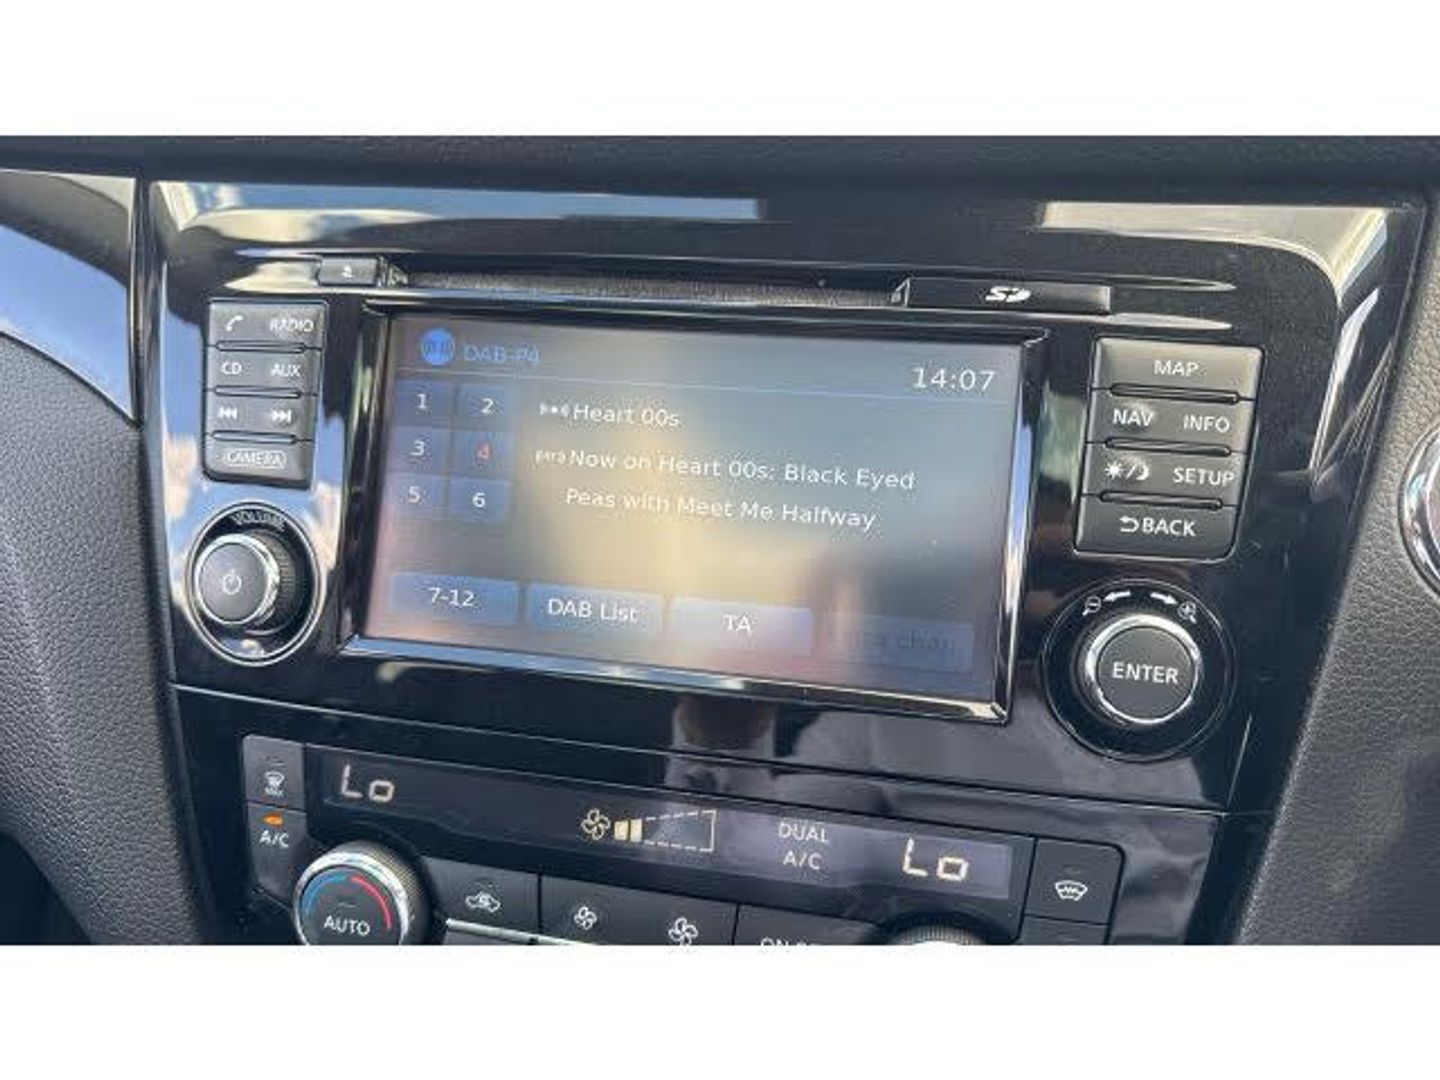 SD
RADIO
CD AUX
CAMERA
VOLUME
DAB-P4
14:07
1 2
3 4
5 6
Heart 00s
Now on Heart 00s: Black Eyed
Peas with Meet Me Halfway
7-12
DAB List
TA
MAP
NAV INFO
SETUP
BACK
ENTER
Lo
A/C
DUAL
A/C
Lo
AUTO